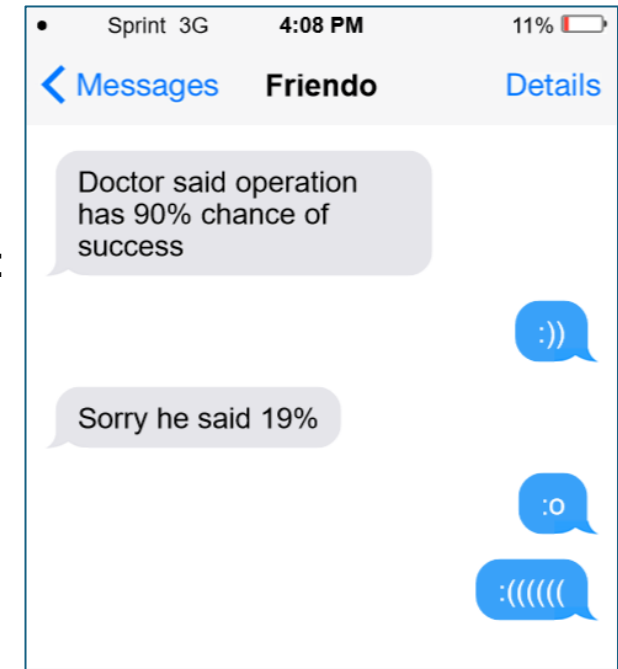 Sprint 3G 4:08 PM 11%
Messages Friendo Details
Doctor said operation
has 90% chance of
success
:))
Sorry he said 19%
:o
:((((((